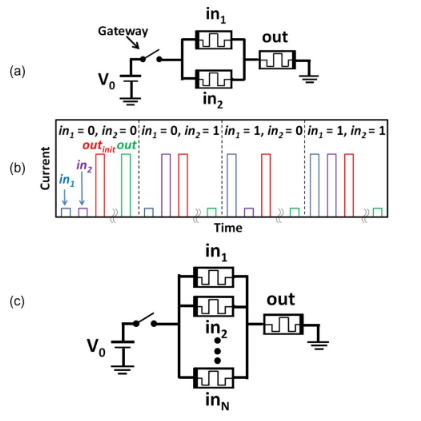 in1
Gateway
out
(a)
V0
in2
in1 = 0, in2 = 0 in1 = 0, in2 = 1 in1 = 1, in2 = 0 in1 = 1, in2 = 1
outinit out
in2
in1
(b)
Current
Time
in1
(c)
out
in2
V0
inN